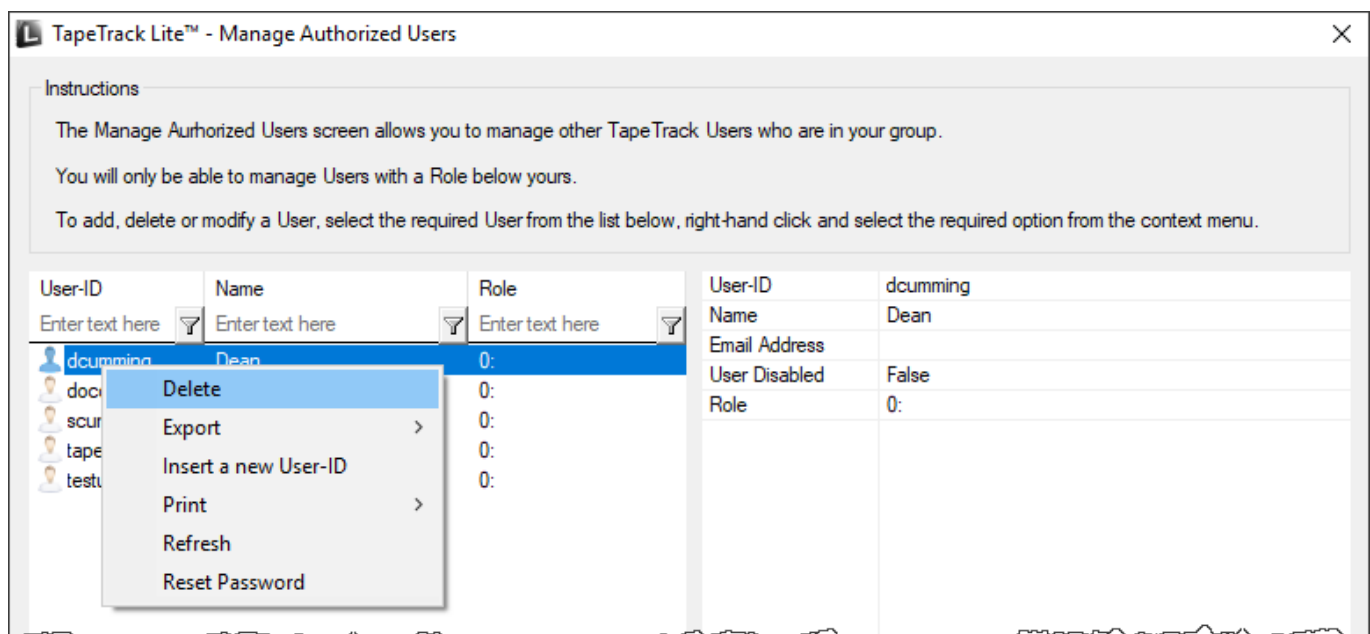 TapeTrack Lite™ - Manage Authorized Users
Instructions
The Manage Aurhorized Users screen allows you to manage other TapeTrack Users who are in your group.
You will only be able to manage Users with a Role below yours.
To add, delete or modify a User, select the required User from the list below, right-hand click and select the required option from the context menu.
User-ID Name Role
Enter text here Enter text here Enter text here
dcumming Dean 0:
0:
0:
0:
0:
Delete
Export
Insert a new User-ID
Print
Refresh
Reset Password
User-ID dcumming
Name Dean
Email Address
User Disabled False
Role 0: